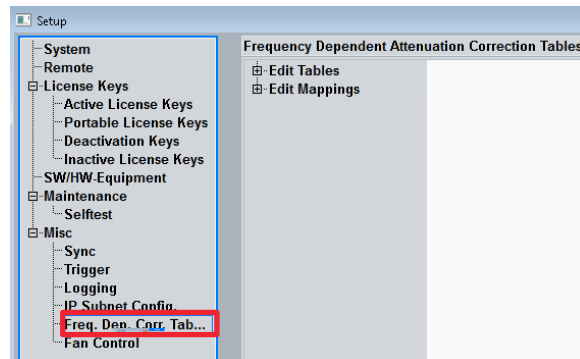 Setup
System
Remote
License Keys
Active License Keys
Portable License Keys
Deactivation Keys
Inactive License Keys
SW/HW-Equipment
Maintenance
Selftest
Misc
Sync
Trigger
Logging
IP Subnet Config.
Freq. Den. Corr. Tab...
Fan Control
Frequency Dependent Attenuation Correction Tables
Edit Tables
Edit Mappings